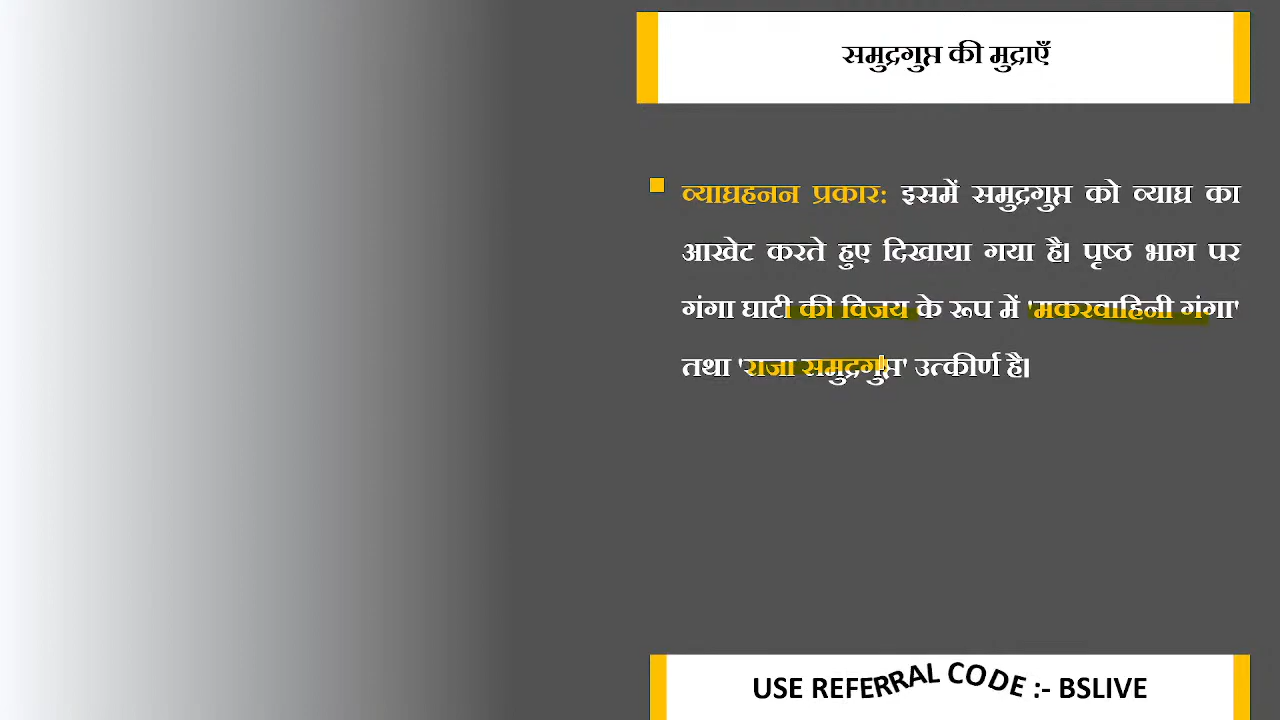 समुद्रगुप्त की मुद्राएँ
व्याघ्रहनन प्रकार: इसमें समुद्रगुप्त को व्याघ्र का
आखेट करते हुए दिखाया गया है। पृष्ठ भाग पर
गंगा घाटी की विजय के रूप में 'मकरवाहिनी गंगा'
तथा 'राजा समुद्रगुप्त' उत्कीर्ण है।
USE REFERRAL CODE :- BSLIVE